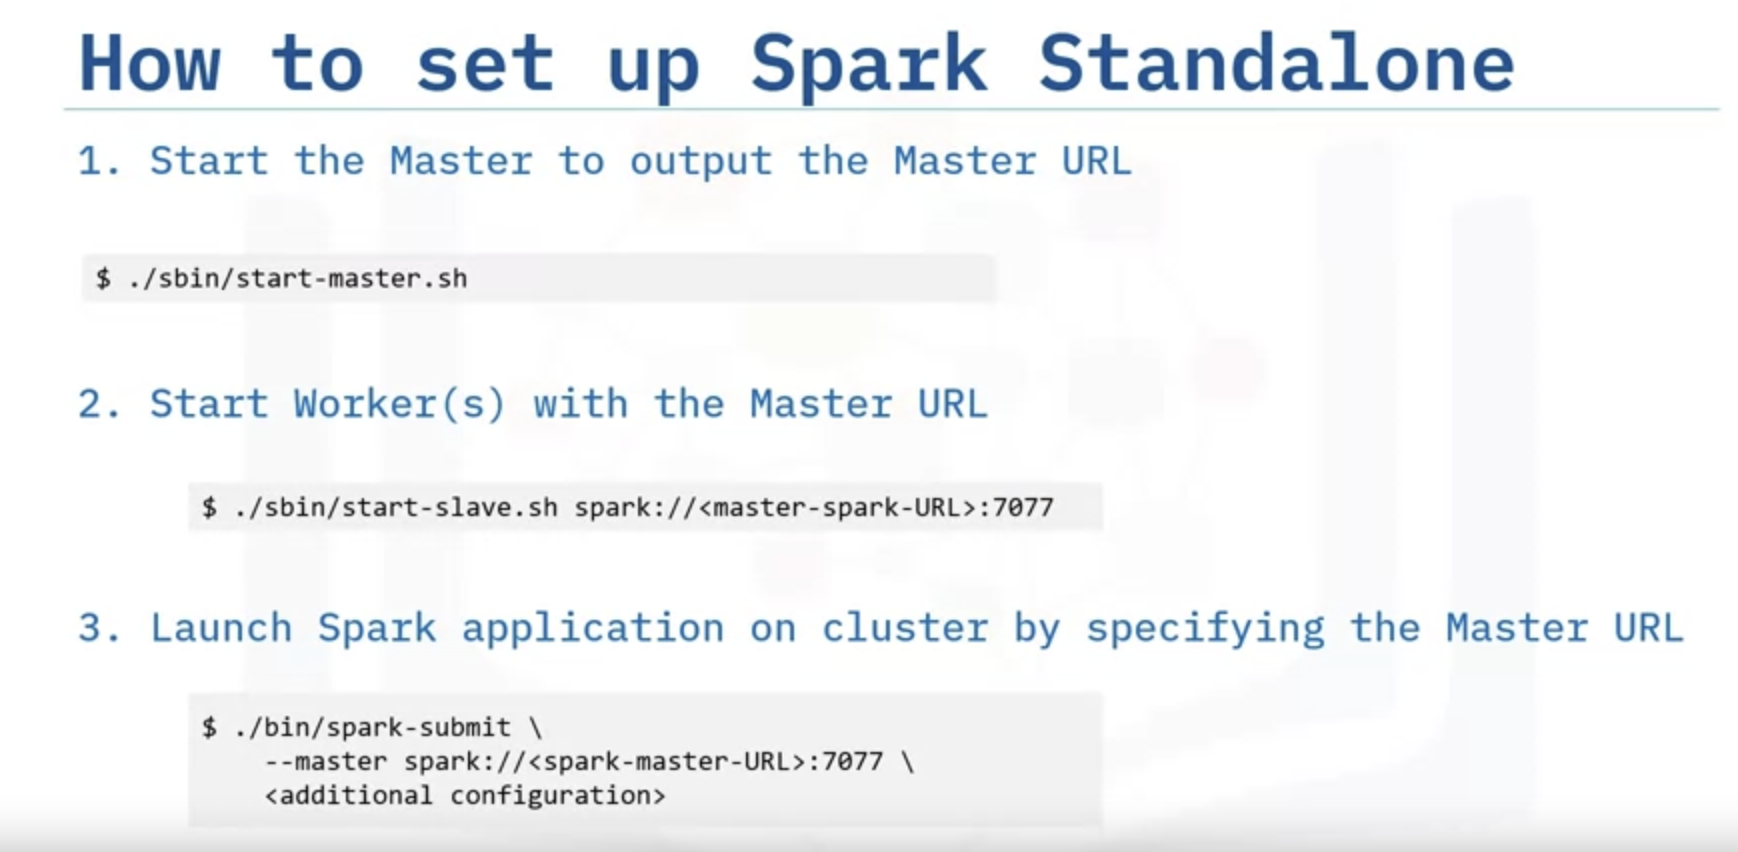 How to set up Spark Standalone
1. Start the Master to output the Master URL
$ ./sbin/start-master.sh
2. Start Worker(s) with the Master URL
$ ./sbin/start-slave.sh spark://<master-spark-URL>:7077
3. Launch Spark application on cluster by specifying the Master URL
$ ./bin/spark-submit \
--master spark://<spark-master-URL>:7077 \
<additional configuration>